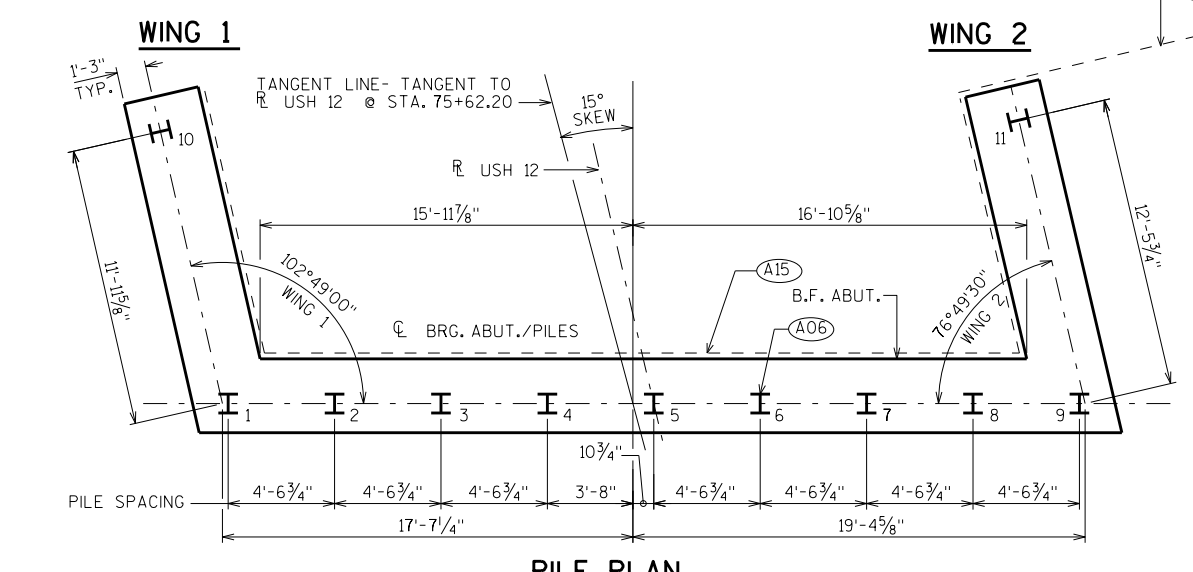 WING 1
WING 2
1'-3"
TYP.
TANGENT LINE- TANGENT TO
℞ USH 12 @ STA. 75+62.20
15°
SKEW
℞ USH 12
10
11
15'-11⅞"
16'-10⅝"
11'-11⅝"
12'-5¾"
102°49'00"
WING 1
76°49'30"
WING 2
A15
B.F. ABUT.
℄ BRG. ABUT./PILES
A06
1
2
3
4
5
6
7
8
9
10¾"
PILE SPACING
4'-6¾"
4'-6¾"
4'-6¾"
3'-8"
4'-6¾"
4'-6¾"
4'-6¾"
4'-6¾"
17'-7¼"
19'-4⅝"
PILE PLAN